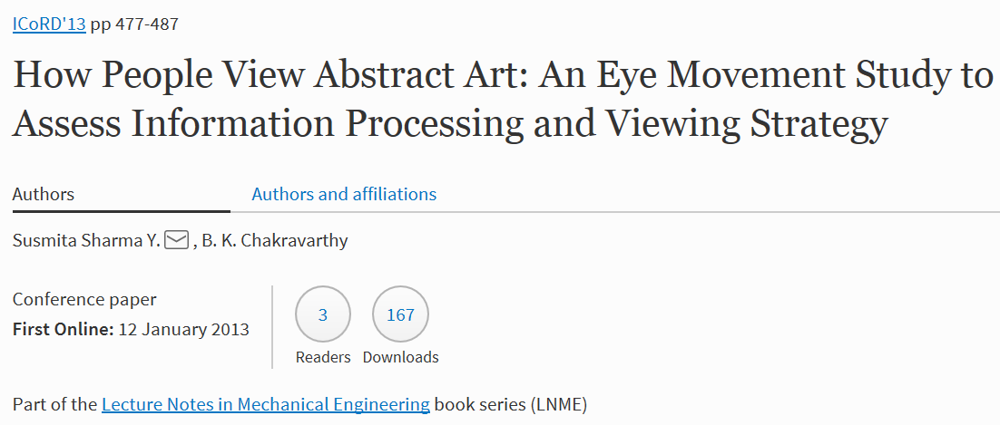 ICoRD'13 pp 477-487
How People View Abstract Art: An Eye Movement Study to
Assess Information Processing and Viewing Strategy
Authors Authors and affiliations
Susmita Sharma Y. , B. K. Chakravarthy
Conference paper
First Online: 12 January 2013
3 167
Readers Downloads
Part of the Lecture Notes in Mechanical Engineering book series (LNME)